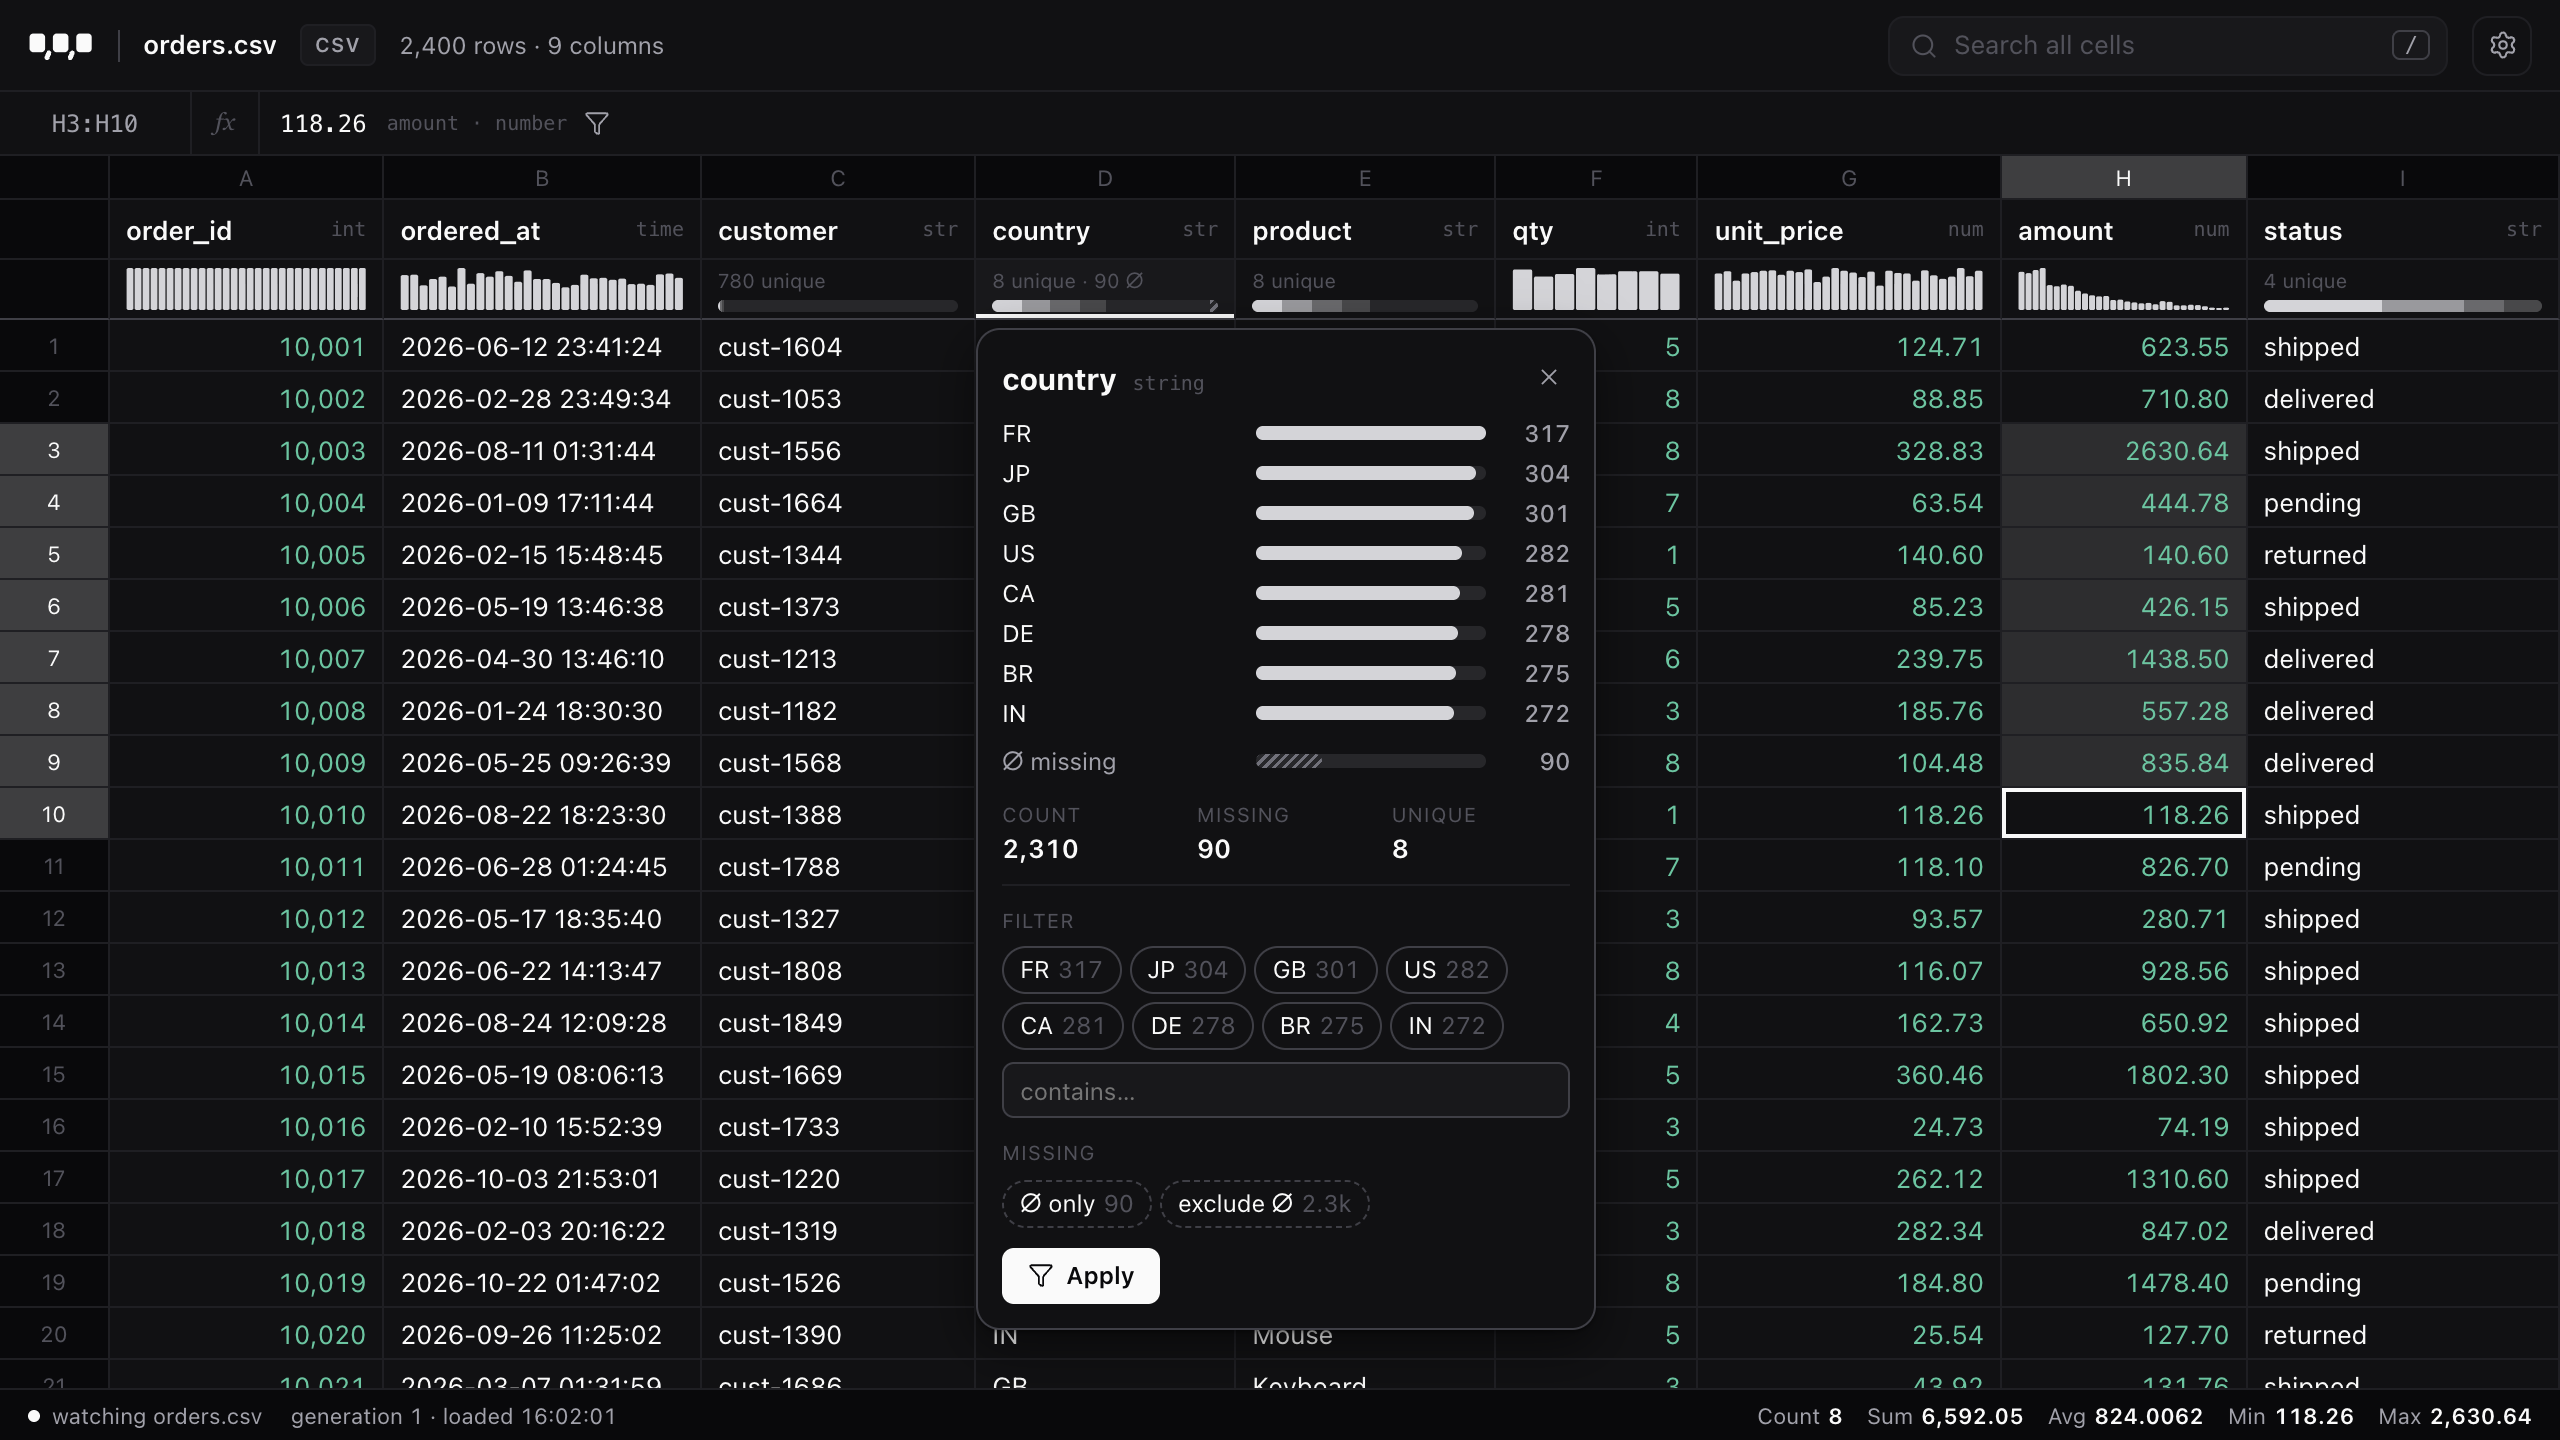 orders.csv CSV 2,400 rows · 9 columns Search all cells /
H3:H10 fx 118.26 amount · number
A B C D E F G H I
order_id int ordered_at time customer str country str product str qty int unit_price num amount num status str
780 unique 8 unique · 90 ∅ 8 unique 4 unique
1 10,001 2026-06-12 23:41:24 cust-1604 5 124.71 623.55 shipped
2 10,002 2026-02-28 23:49:34 cust-1053 8 88.85 710.80 delivered
3 10,003 2026-08-11 01:31:44 cust-1556 8 328.83 2630.64 shipped
4 10,004 2026-01-09 17:11:44 cust-1664 7 63.54 444.78 pending
5 10,005 2026-02-15 15:48:45 cust-1344 1 140.60 140.60 returned
6 10,006 2026-05-19 13:46:38 cust-1373 5 85.23 426.15 shipped
7 10,007 2026-04-30 13:46:10 cust-1213 6 239.75 1438.50 delivered
8 10,008 2026-01-24 18:30:30 cust-1182 3 185.76 557.28 delivered
9 10,009 2026-05-25 09:26:39 cust-1568 8 104.48 835.84 delivered
10 10,010 2026-08-22 18:23:30 cust-1388 1 118.26 118.26 shipped
11 10,011 2026-06-28 01:24:45 cust-1788 7 118.10 826.70 pending
12 10,012 2026-05-17 18:35:40 cust-1327 3 93.57 280.71 shipped
13 10,013 2026-06-22 14:13:47 cust-1808 8 116.07 928.56 shipped
14 10,014 2026-08-24 12:09:28 cust-1849 4 162.73 650.92 shipped
15 10,015 2026-05-19 08:06:13 cust-1669 5 360.46 1802.30 shipped
16 10,016 2026-02-10 15:52:39 cust-1733 3 24.73 74.19 shipped
17 10,017 2026-10-03 21:53:01 cust-1220 5 262.12 1310.60 shipped
18 10,018 2026-02-03 20:16:22 cust-1319 3 282.34 847.02 delivered
19 10,019 2026-10-22 01:47:02 cust-1526 8 184.80 1478.40 pending
20 10,020 2026-09-26 11:25:02 cust-1390 IN Mouse 5 25.54 127.70 returned
21 10,021 2026-03-07 01:31:59 cust-1686 GB Keyboard 3 43.92 131.76 shipped
country string
FR 317
JP 304
GB 301
US 282
CA 281
DE 278
BR 275
IN 272
∅ missing 90
COUNT MISSING UNIQUE
2,310 90 8
FILTER
FR 317 JP 304 GB 301 US 282
CA 281 DE 278 BR 275 IN 272
contains...
MISSING
∅ only 90 exclude ∅ 2.3k
Apply
watching orders.csv generation 1 · loaded 16:02:01 Count 8 Sum 6,592.05 Avg 824.0062 Min 118.26 Max 2,630.64